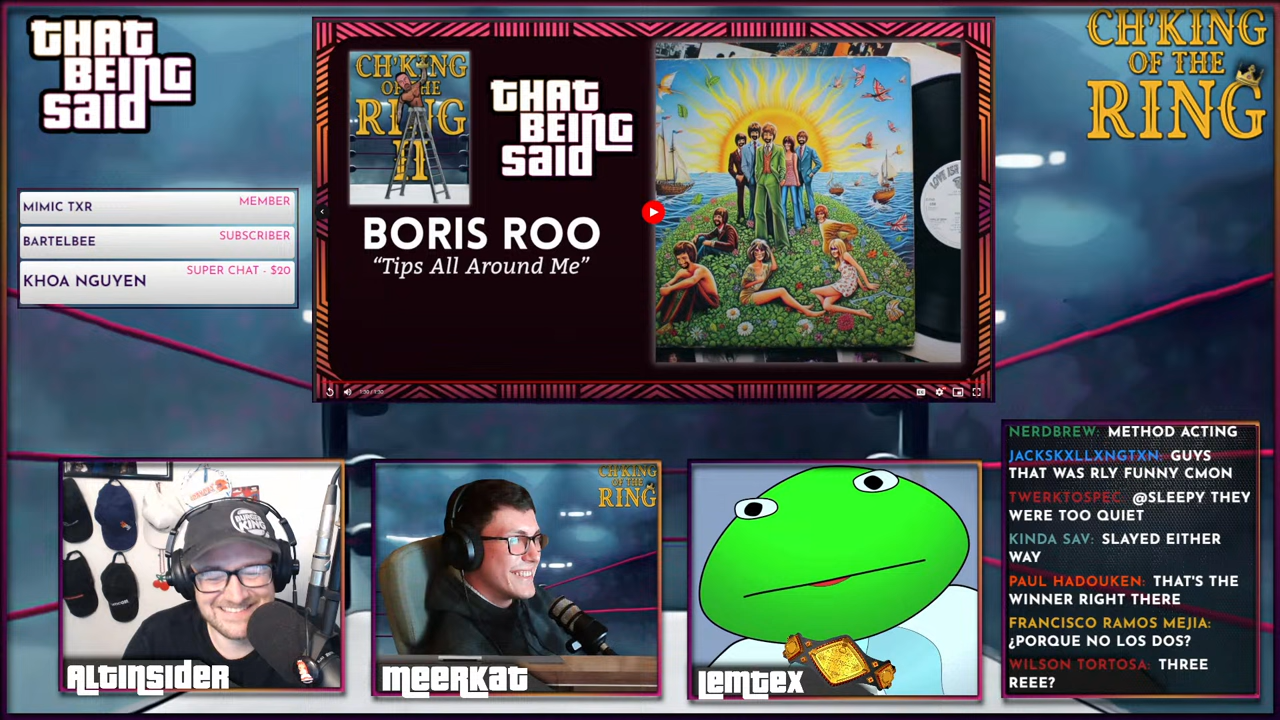 THAT
BEING
SAID
CH'KING
OF THE
RING
CH'KING
OF THE
RING
II
THAT
BEING
SAID
BORIS ROO
“Tips All Around Me”
MIMIC TXR
MEMBER
BARTELBEE
SUBSCRIBER
KHOA NGUYEN
SUPER CHAT - $20
NERDBREW: METHOD ACTING
JACKSKXLLXNGTXN: GUYS
THAT WAS RLY FUNNY CMON
TWERKTOSPEC: @SLEEPY THEY
WERE TOO QUIET
KINDA SAV: SLAYED EITHER
WAY
PAUL HADOUKEN: THAT'S THE
WINNER RIGHT THERE
FRANCISCO RAMOS MEJIA:
¿PORQUE NO LOS DOS?
WILSON TORTOSA: THREE
REEE?
BURGER
KING
CH'KING
OF THE
RING
ALTINSIDER
MEERKAT
LEMTEX